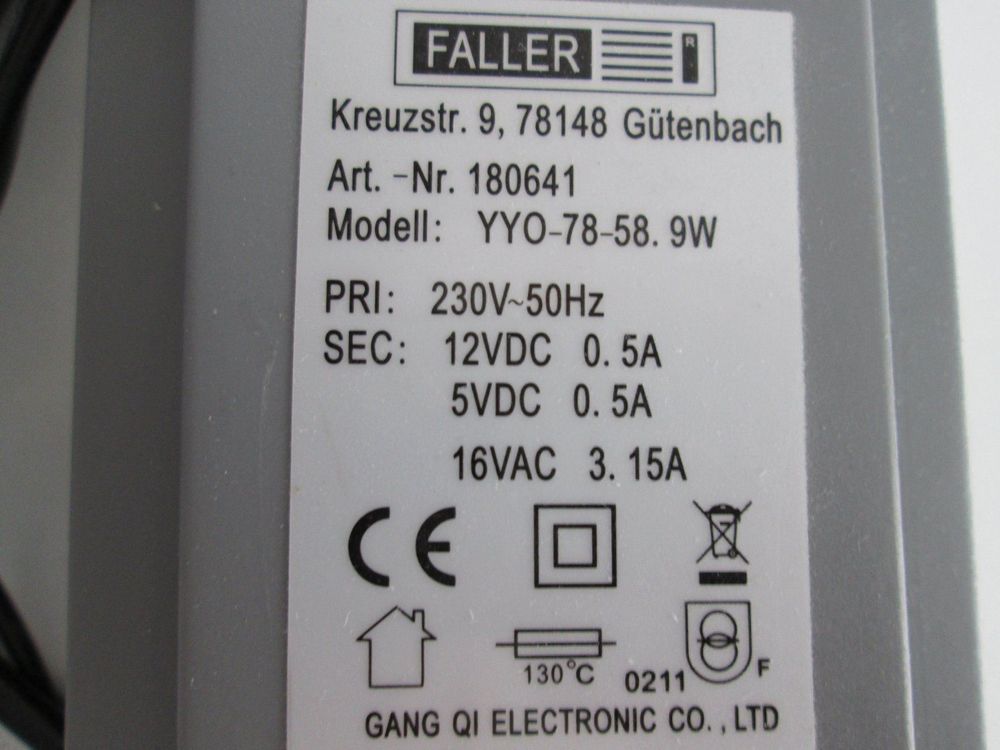 FALLER R
Kreuzstr. 9, 78148 Gütenbach
Art. -Nr. 180641
Modell: YYO-78-58. 9W
PRI: 230V~50Hz
SEC: 12VDC 0. 5A
5VDC 0. 5A
16VAC 3. 15A
CE
130°C
0211
F
GANG QI ELECTRONIC CO. , LTD